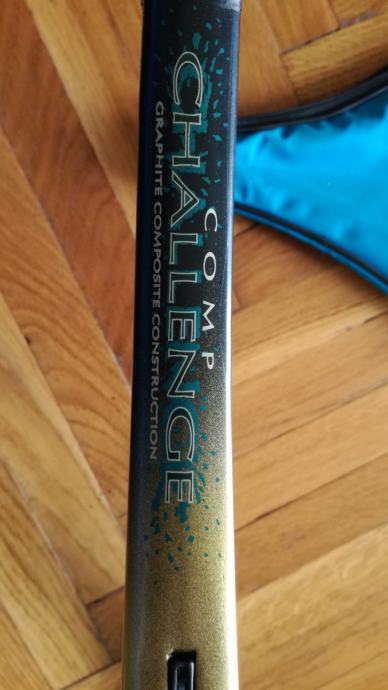 COMP
CHALLENGE
GRAPHITE COMPOSITE CONSTRUCTION